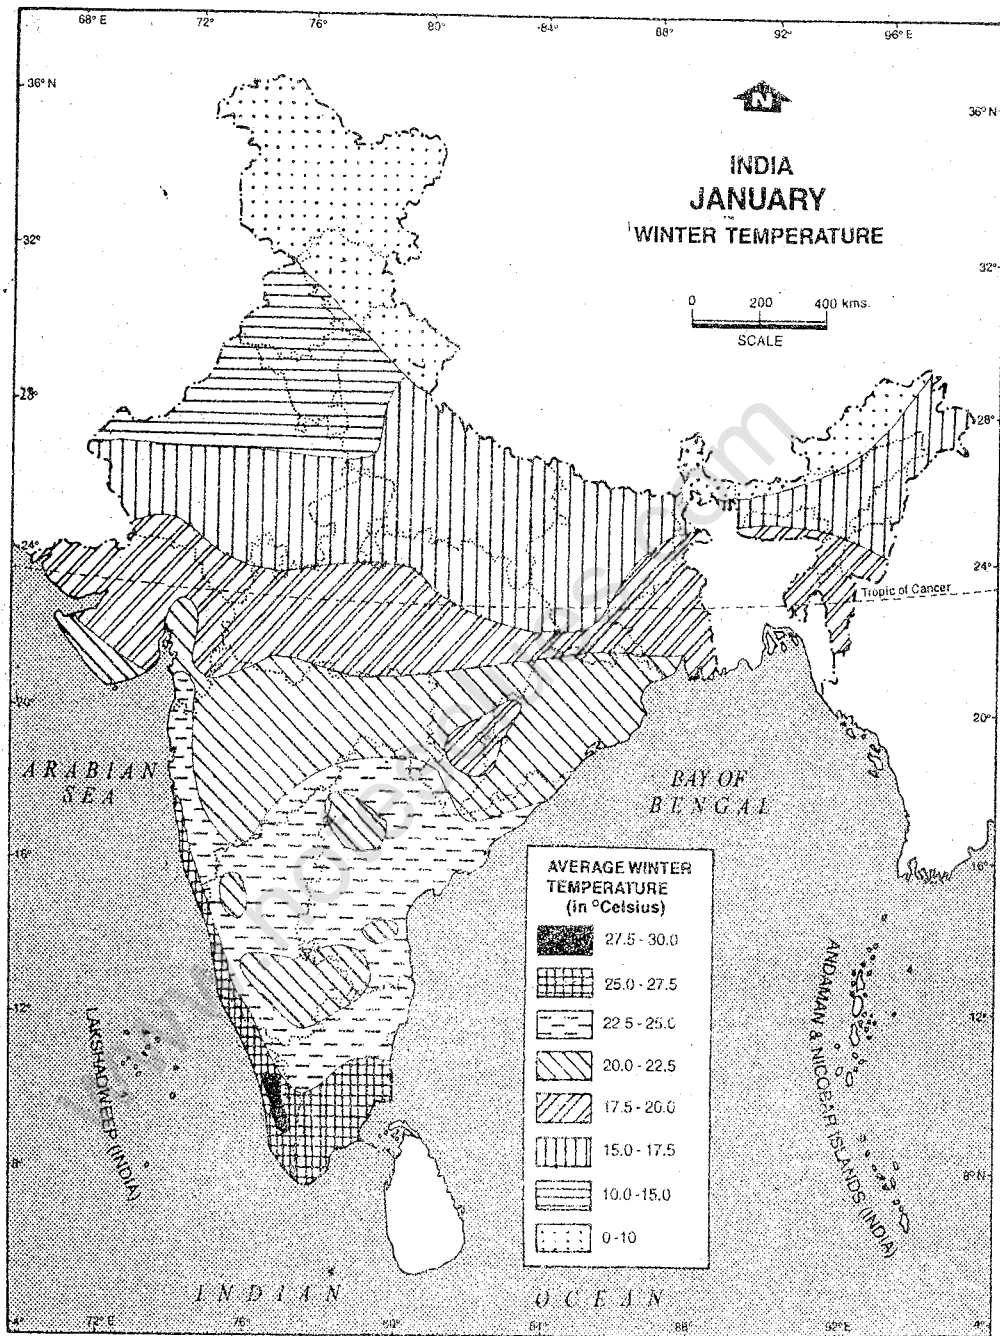 68° E 72° 76° 80° 84° 88° 92° 96° E
36° N
36° N
N
INDIA
JANUARY
WINTER TEMPERATURE
32°
32°
0 200 400 kms.
SCALE
28°
28°
24°
24°
Tropic of Cancer
20°
20°
ARABIAN
SEA
BAY OF
BENGAL
16°
16°
AVERAGE WINTER
TEMPERATURE
(in °Celsius)
27.5 - 30.0
25.0 - 27.5
22.5 - 25.0
20.0 - 22.5
17.5 - 20.0
15.0 - 17.5
10.0 - 15.0
0 - 10
12°
12°
LAKSHADWEEP (INDIA)
ANDAMAN & NICOBAR ISLANDS (INDIA)
8°
8° N
INDIAN OCEAN
4° 72° E 76° 80° 84° 88° 92° E 4°